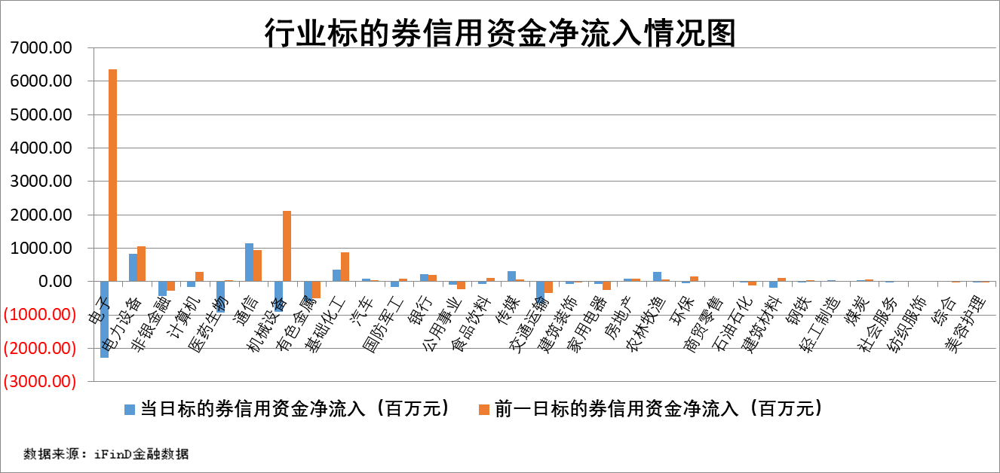 行业标的券信用资金净流入情况图
7000.00
6000.00
5000.00
4000.00
3000.00
2000.00
1000.00
0.00
(1000.00)
(2000.00)
(3000.00)
电子
电力设备
非银金融
计算机
医药生物
通信
机械设备
有色金属
基础化工
汽车
国防军工
银行
公用事业
食品饮料
传媒
交通运输
建筑装饰
家用电器
房地产
农林牧渔
环保
商贸零售
石油石化
建筑材料
钢铁
轻工制造
煤炭
社会服务
纺织服饰
综合
美容护理
当日标的券信用资金净流入（百万元） 前一日标的券信用资金净流入（百万元）
数据来源：iFinD金融数据